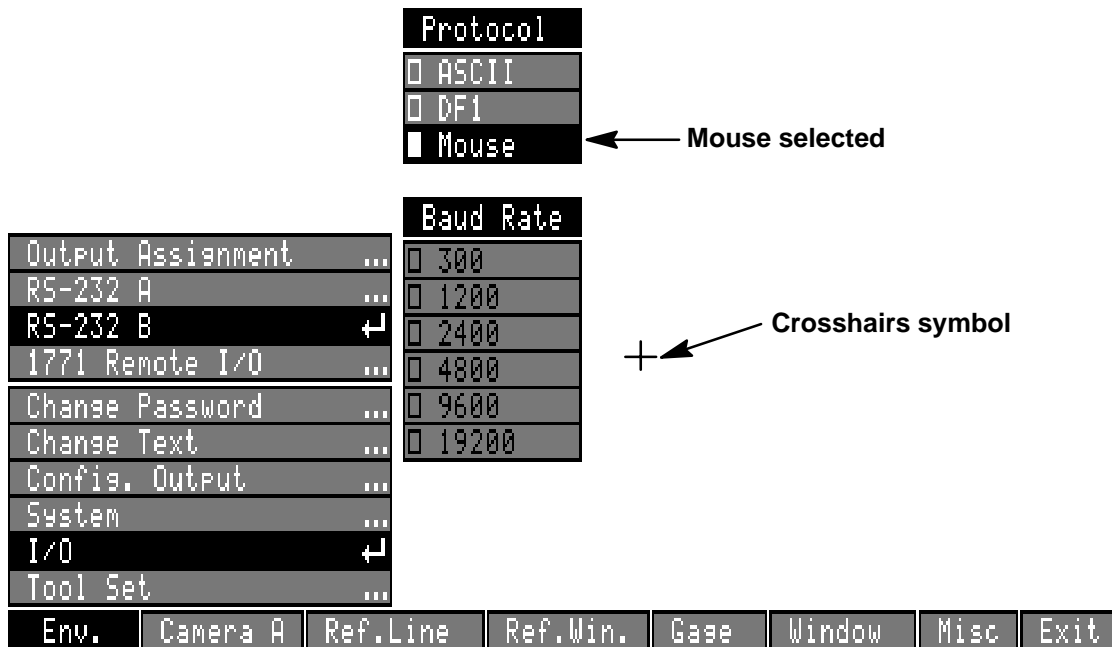 Protocol
ASCII
DF1
Mouse
Mouse selected
Baud Rate
300
1200
2400
4800
9600
19200
Crosshairs symbol
Output Assignment ...
RS-232 A ...
RS-232 B ↵
1771 Remote I/O ...
Change Password ...
Change Text ...
Config. Output ...
System ...
I/O ↵
Tool Set ...
Env. Camera A Ref.Line Ref.Win. Gage Window Misc Exit